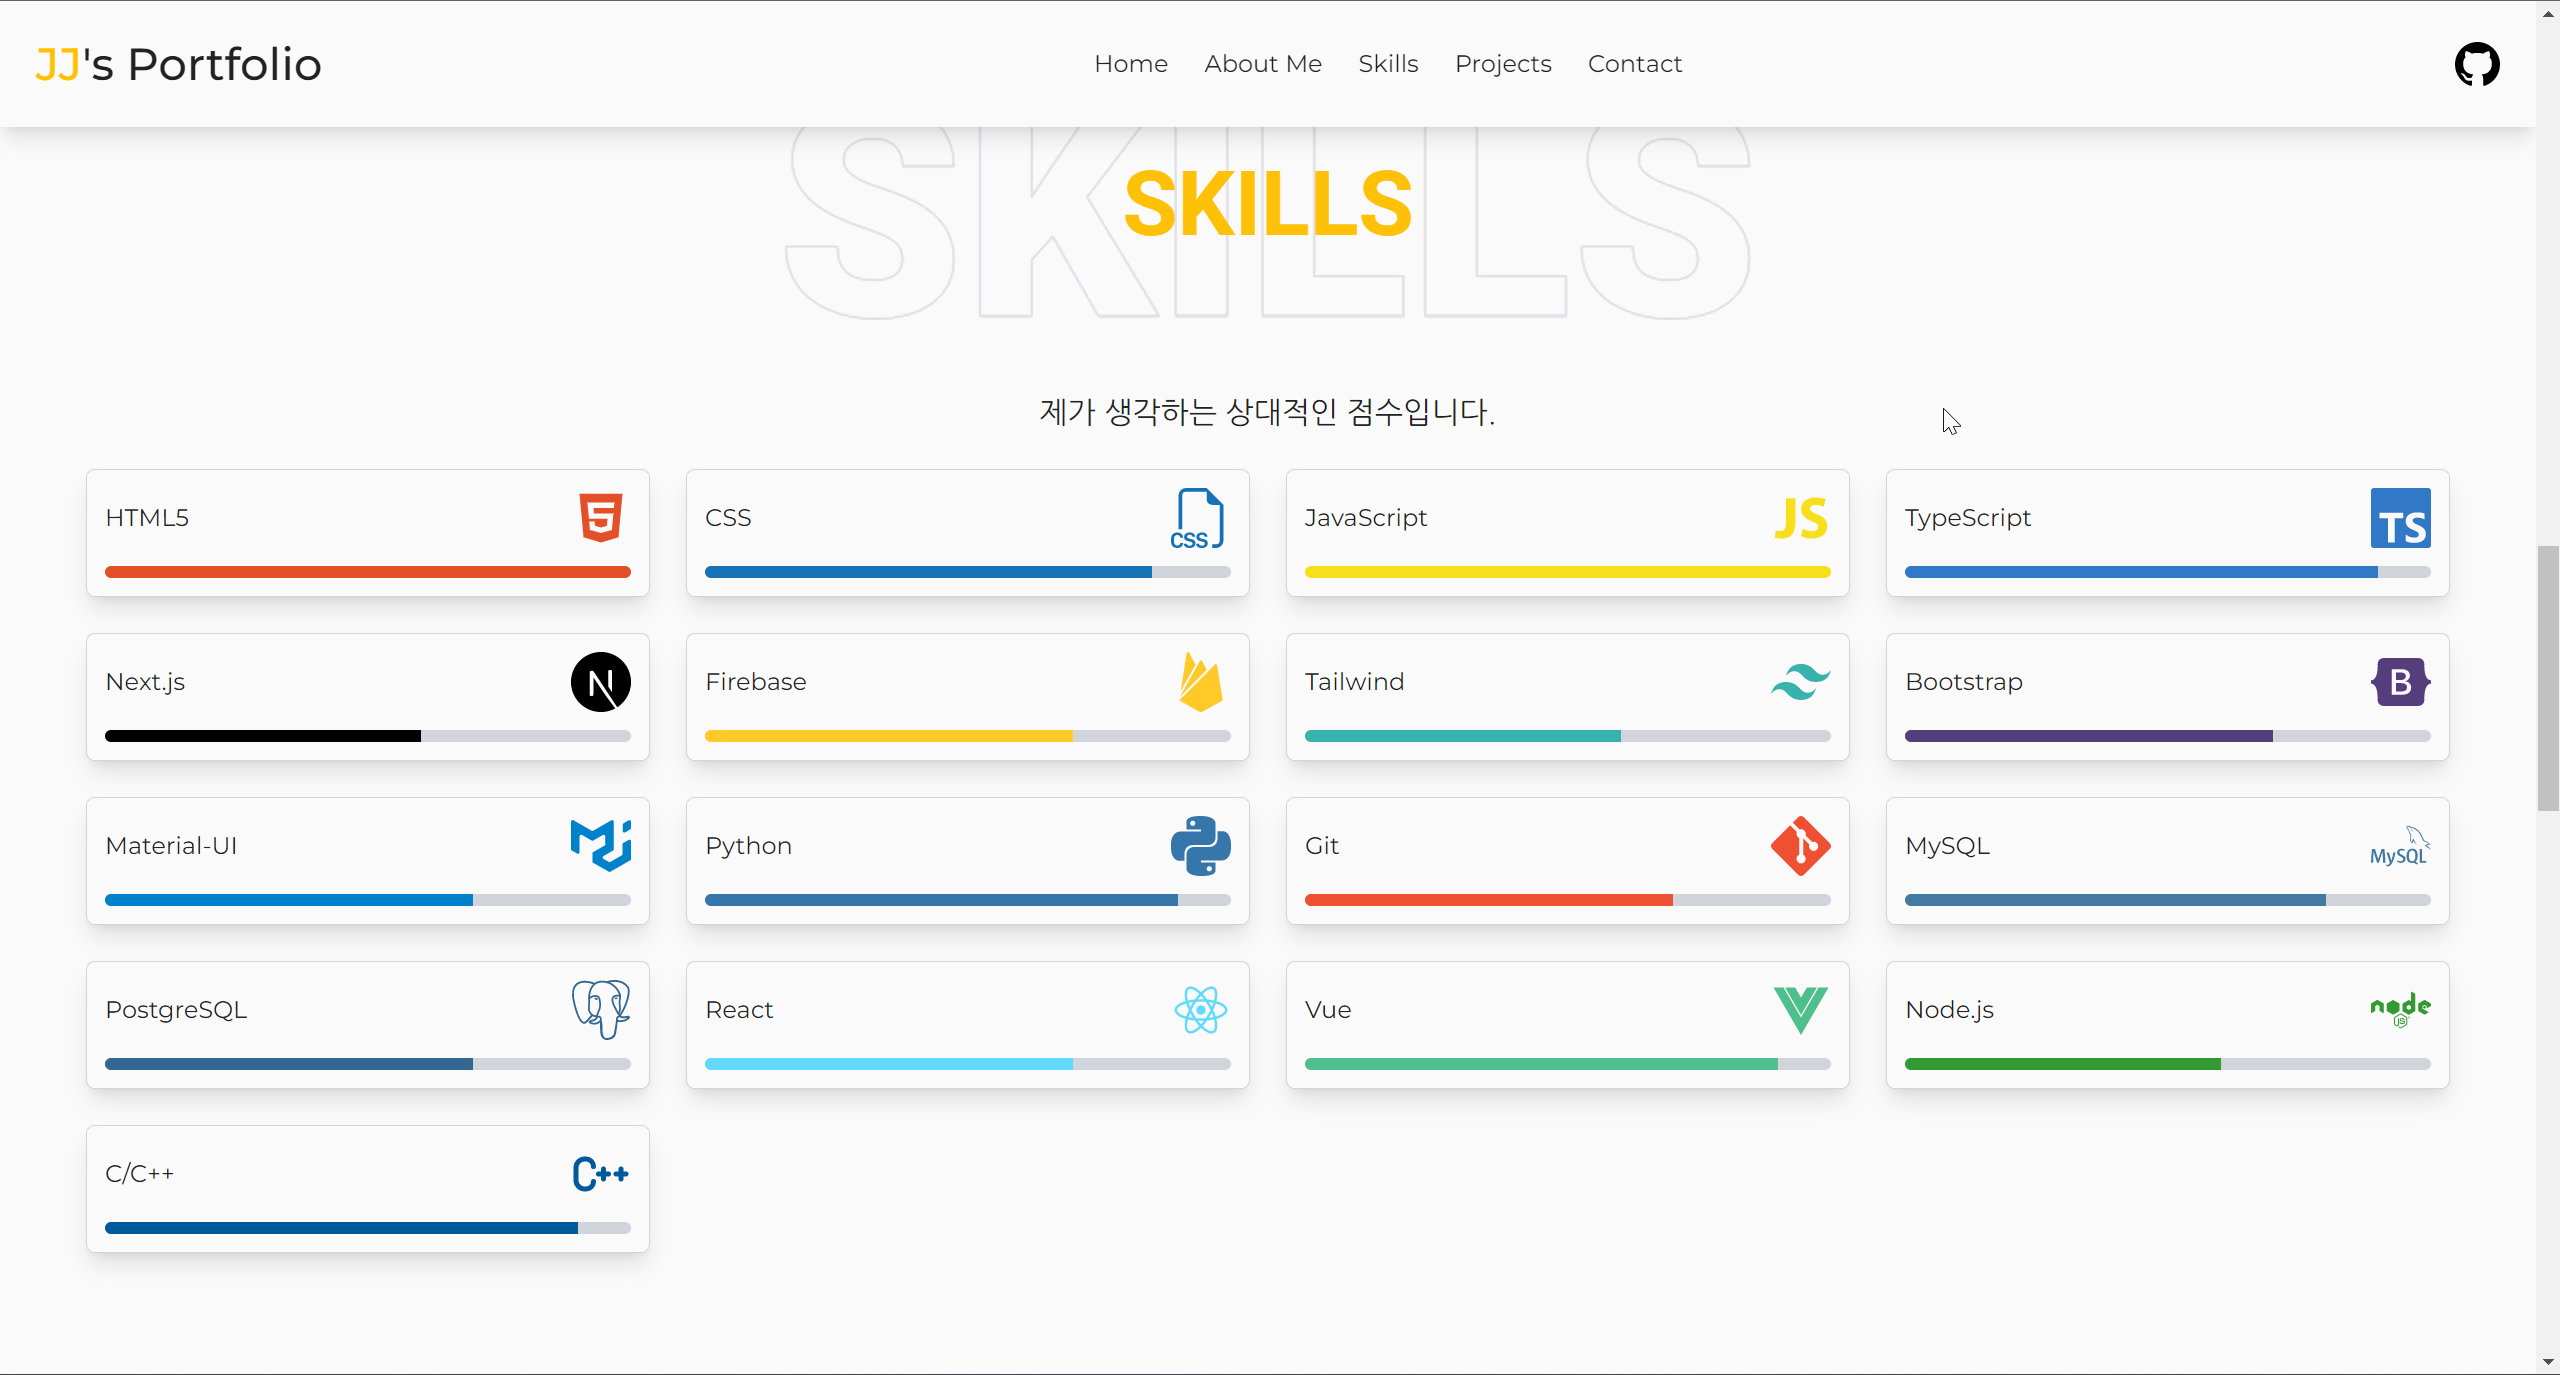 JJ's Portfolio
Home About Me Skills Projects Contact
SKILLS
SKILLS
제가 생각하는 상대적인 점수입니다.
HTML5 5
CSS CSS
JavaScript JS
TypeScript TS
Next.js N
Firebase
Tailwind
Bootstrap B
Material-UI
Python
Git
MySQL MySQL
PostgreSQL
React
Vue
Node.js node JS
C/C++ C++